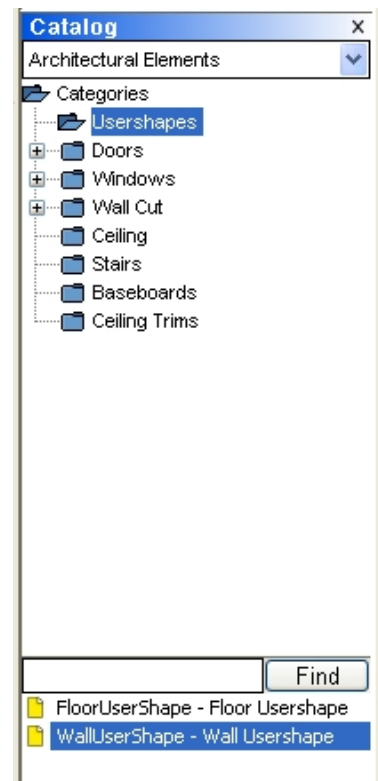 Catalog x
Architectural Elements
Categories
Usershapes
Doors
Windows
Wall Cut
Ceiling
Stairs
Baseboards
Ceiling Trims
Find
FloorUserShape - Floor Usershape
WallUserShape - Wall Usershape